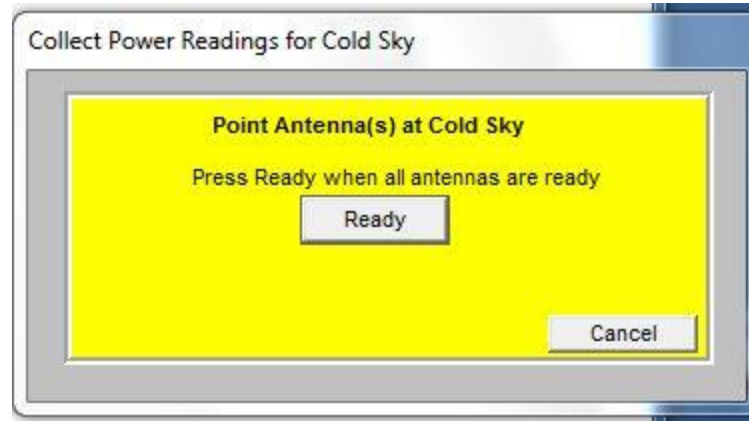 Collect Power Readings for Cold Sky
Point Antenna(s) at Cold Sky
Press Ready when all antennas are ready
Ready
Cancel